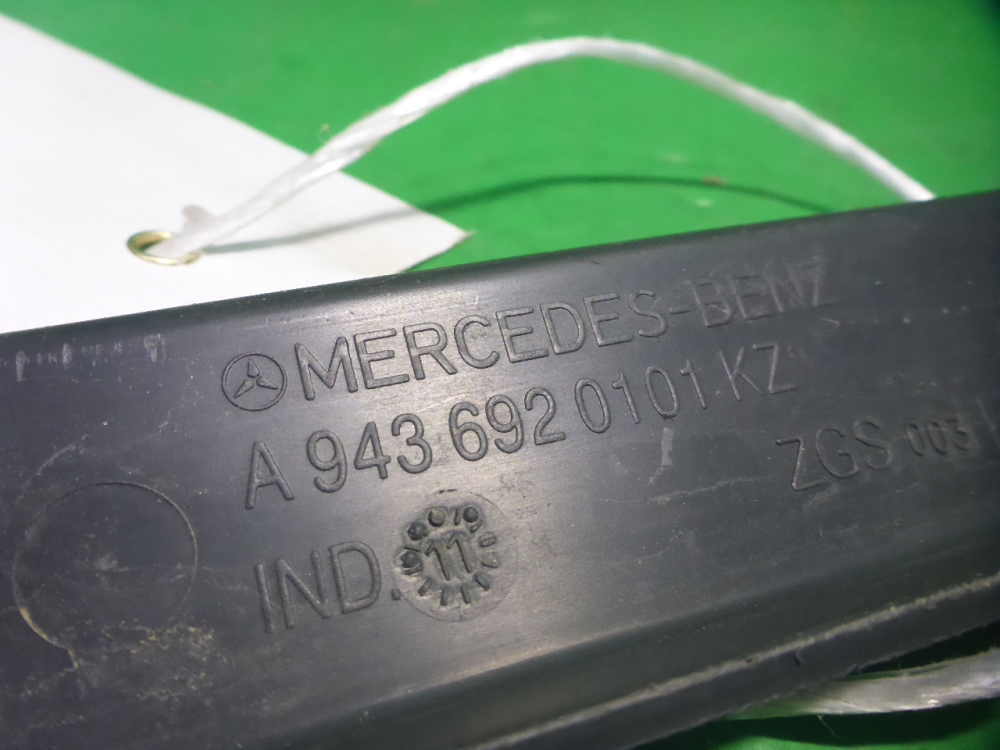 MERCEDES-BENZ
A 943 692 0101 KZ
ZGS 003
IND. 11